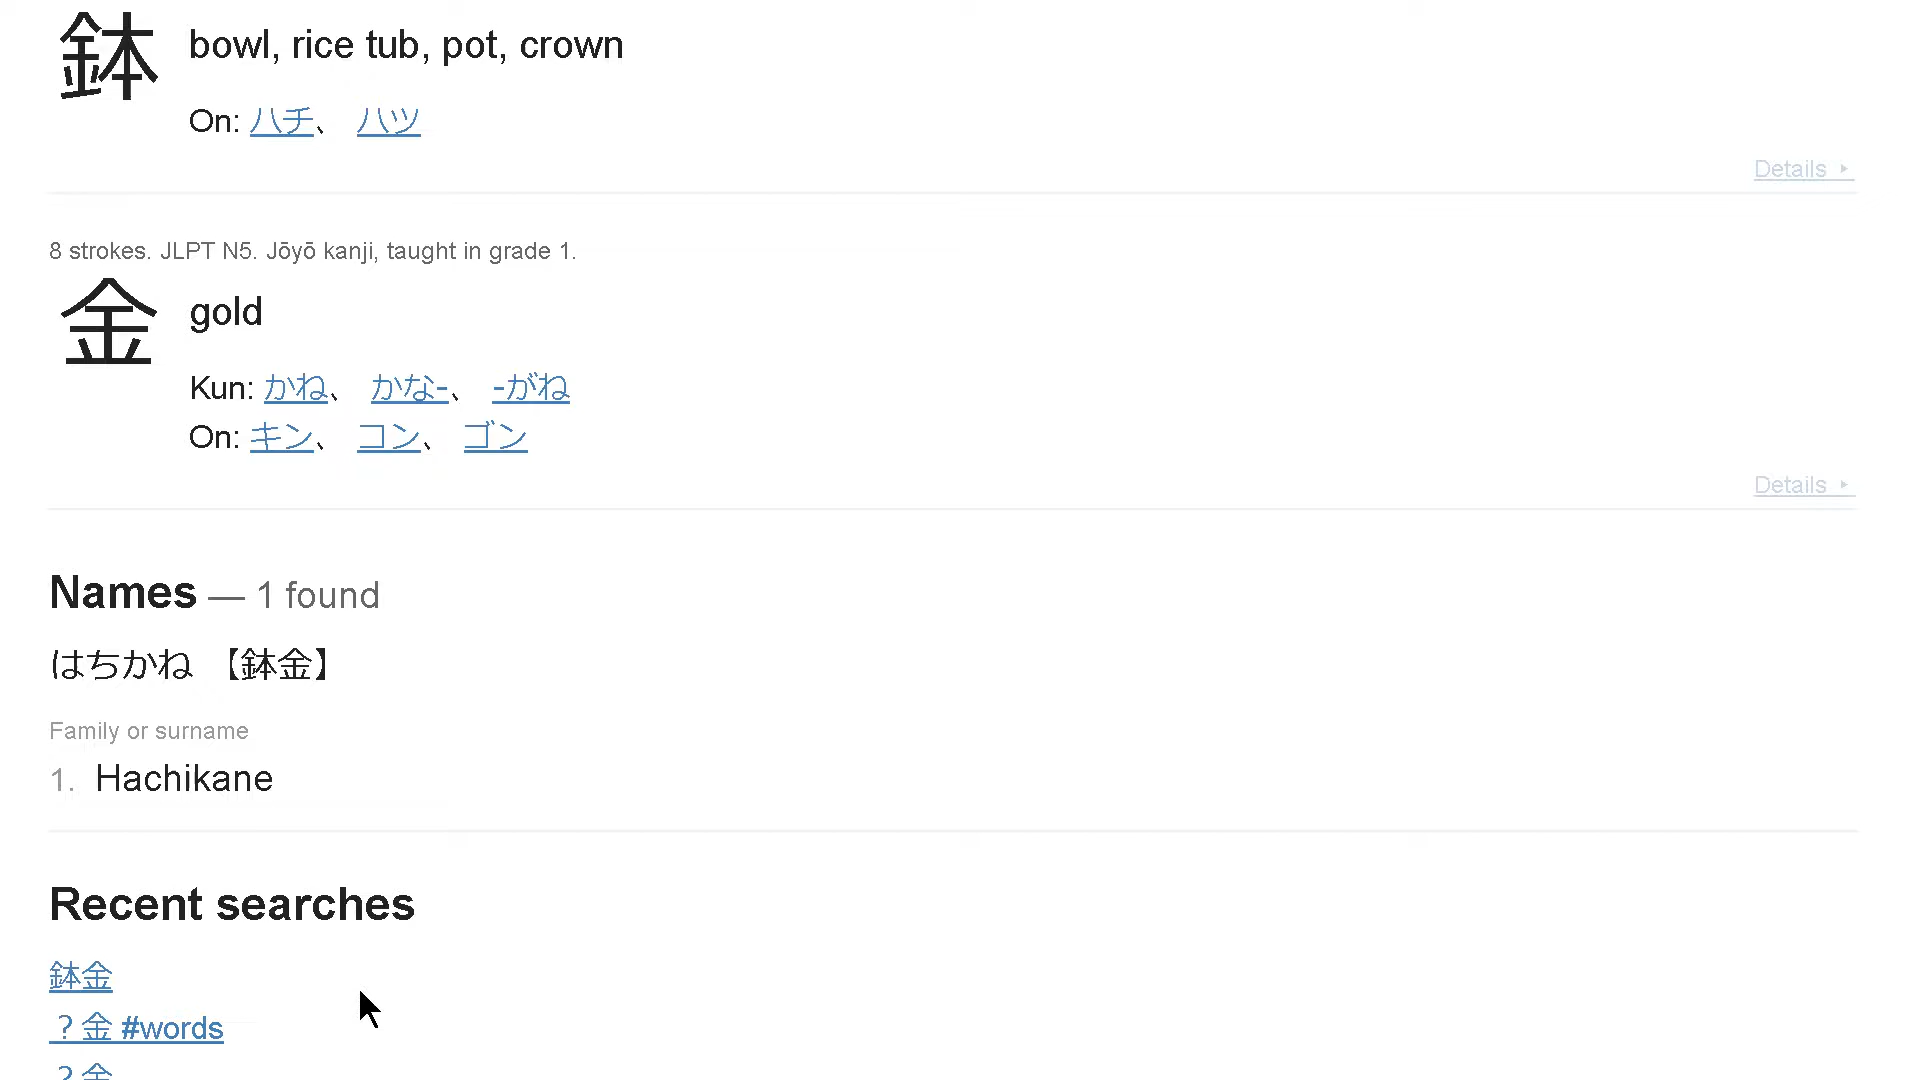 鉢 bowl, rice tub, pot, crown
On: ハチ、 ハツ
Details ‣
8 strokes. JLPT N5. Jōyō kanji, taught in grade 1.
金 gold
Kun: かね、 かな-、 -がね
On: キン、 コン、 ゴン
Details ‣
Names — 1 found
はちかね 【鉢金】
Family or surname
1. Hachikane
Recent searches
鉢金
？金 #words
？金